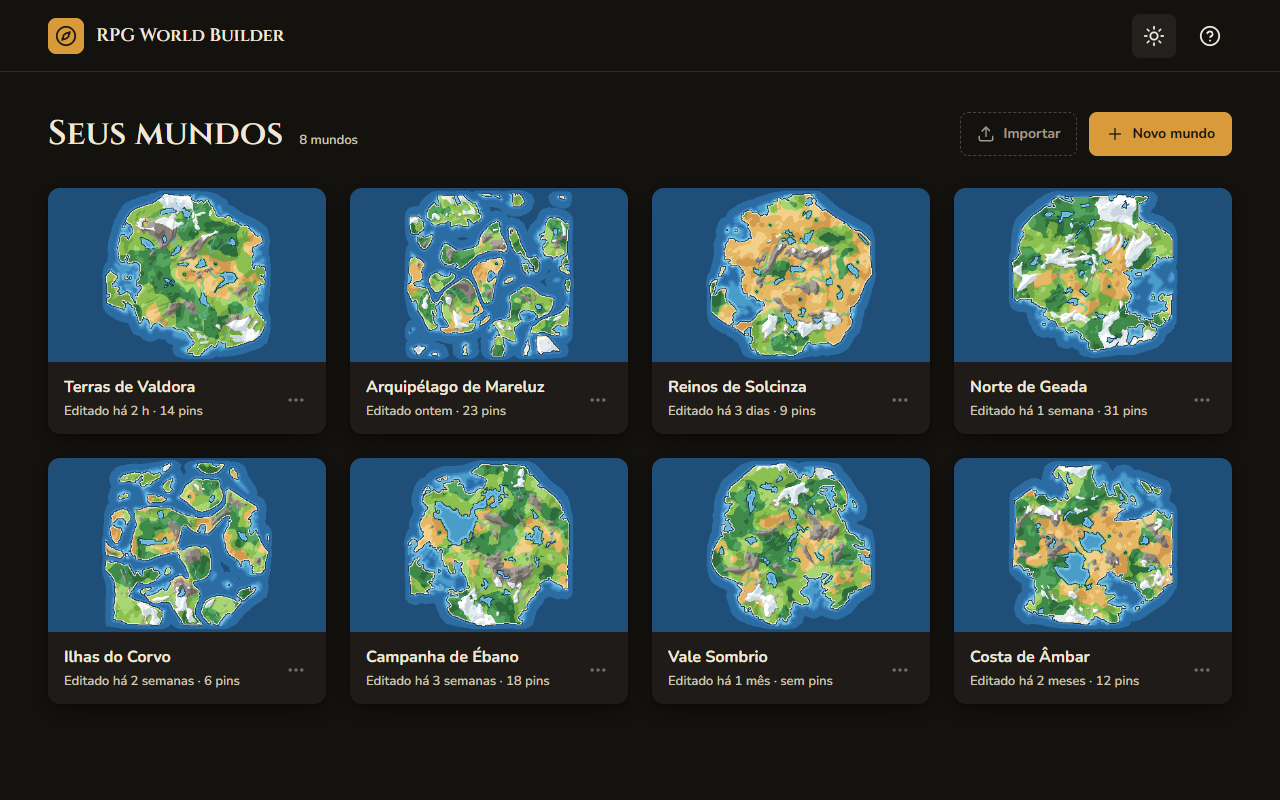 RPG World Builder
Seus mundos
8 mundos
Importar
Novo mundo
Terras de Valdora
Editado há 2 h · 14 pins
Arquipélago de Mareluz
Editado ontem · 23 pins
Reinos de Solcinza
Editado há 3 dias · 9 pins
Norte de Geada
Editado há 1 semana · 31 pins
Ilhas do Corvo
Editado há 2 semanas · 6 pins
Campanha de Ébano
Editado há 3 semanas · 18 pins
Vale Sombrio
Editado há 1 mês · sem pins
Costa de Âmbar
Editado há 2 meses · 12 pins